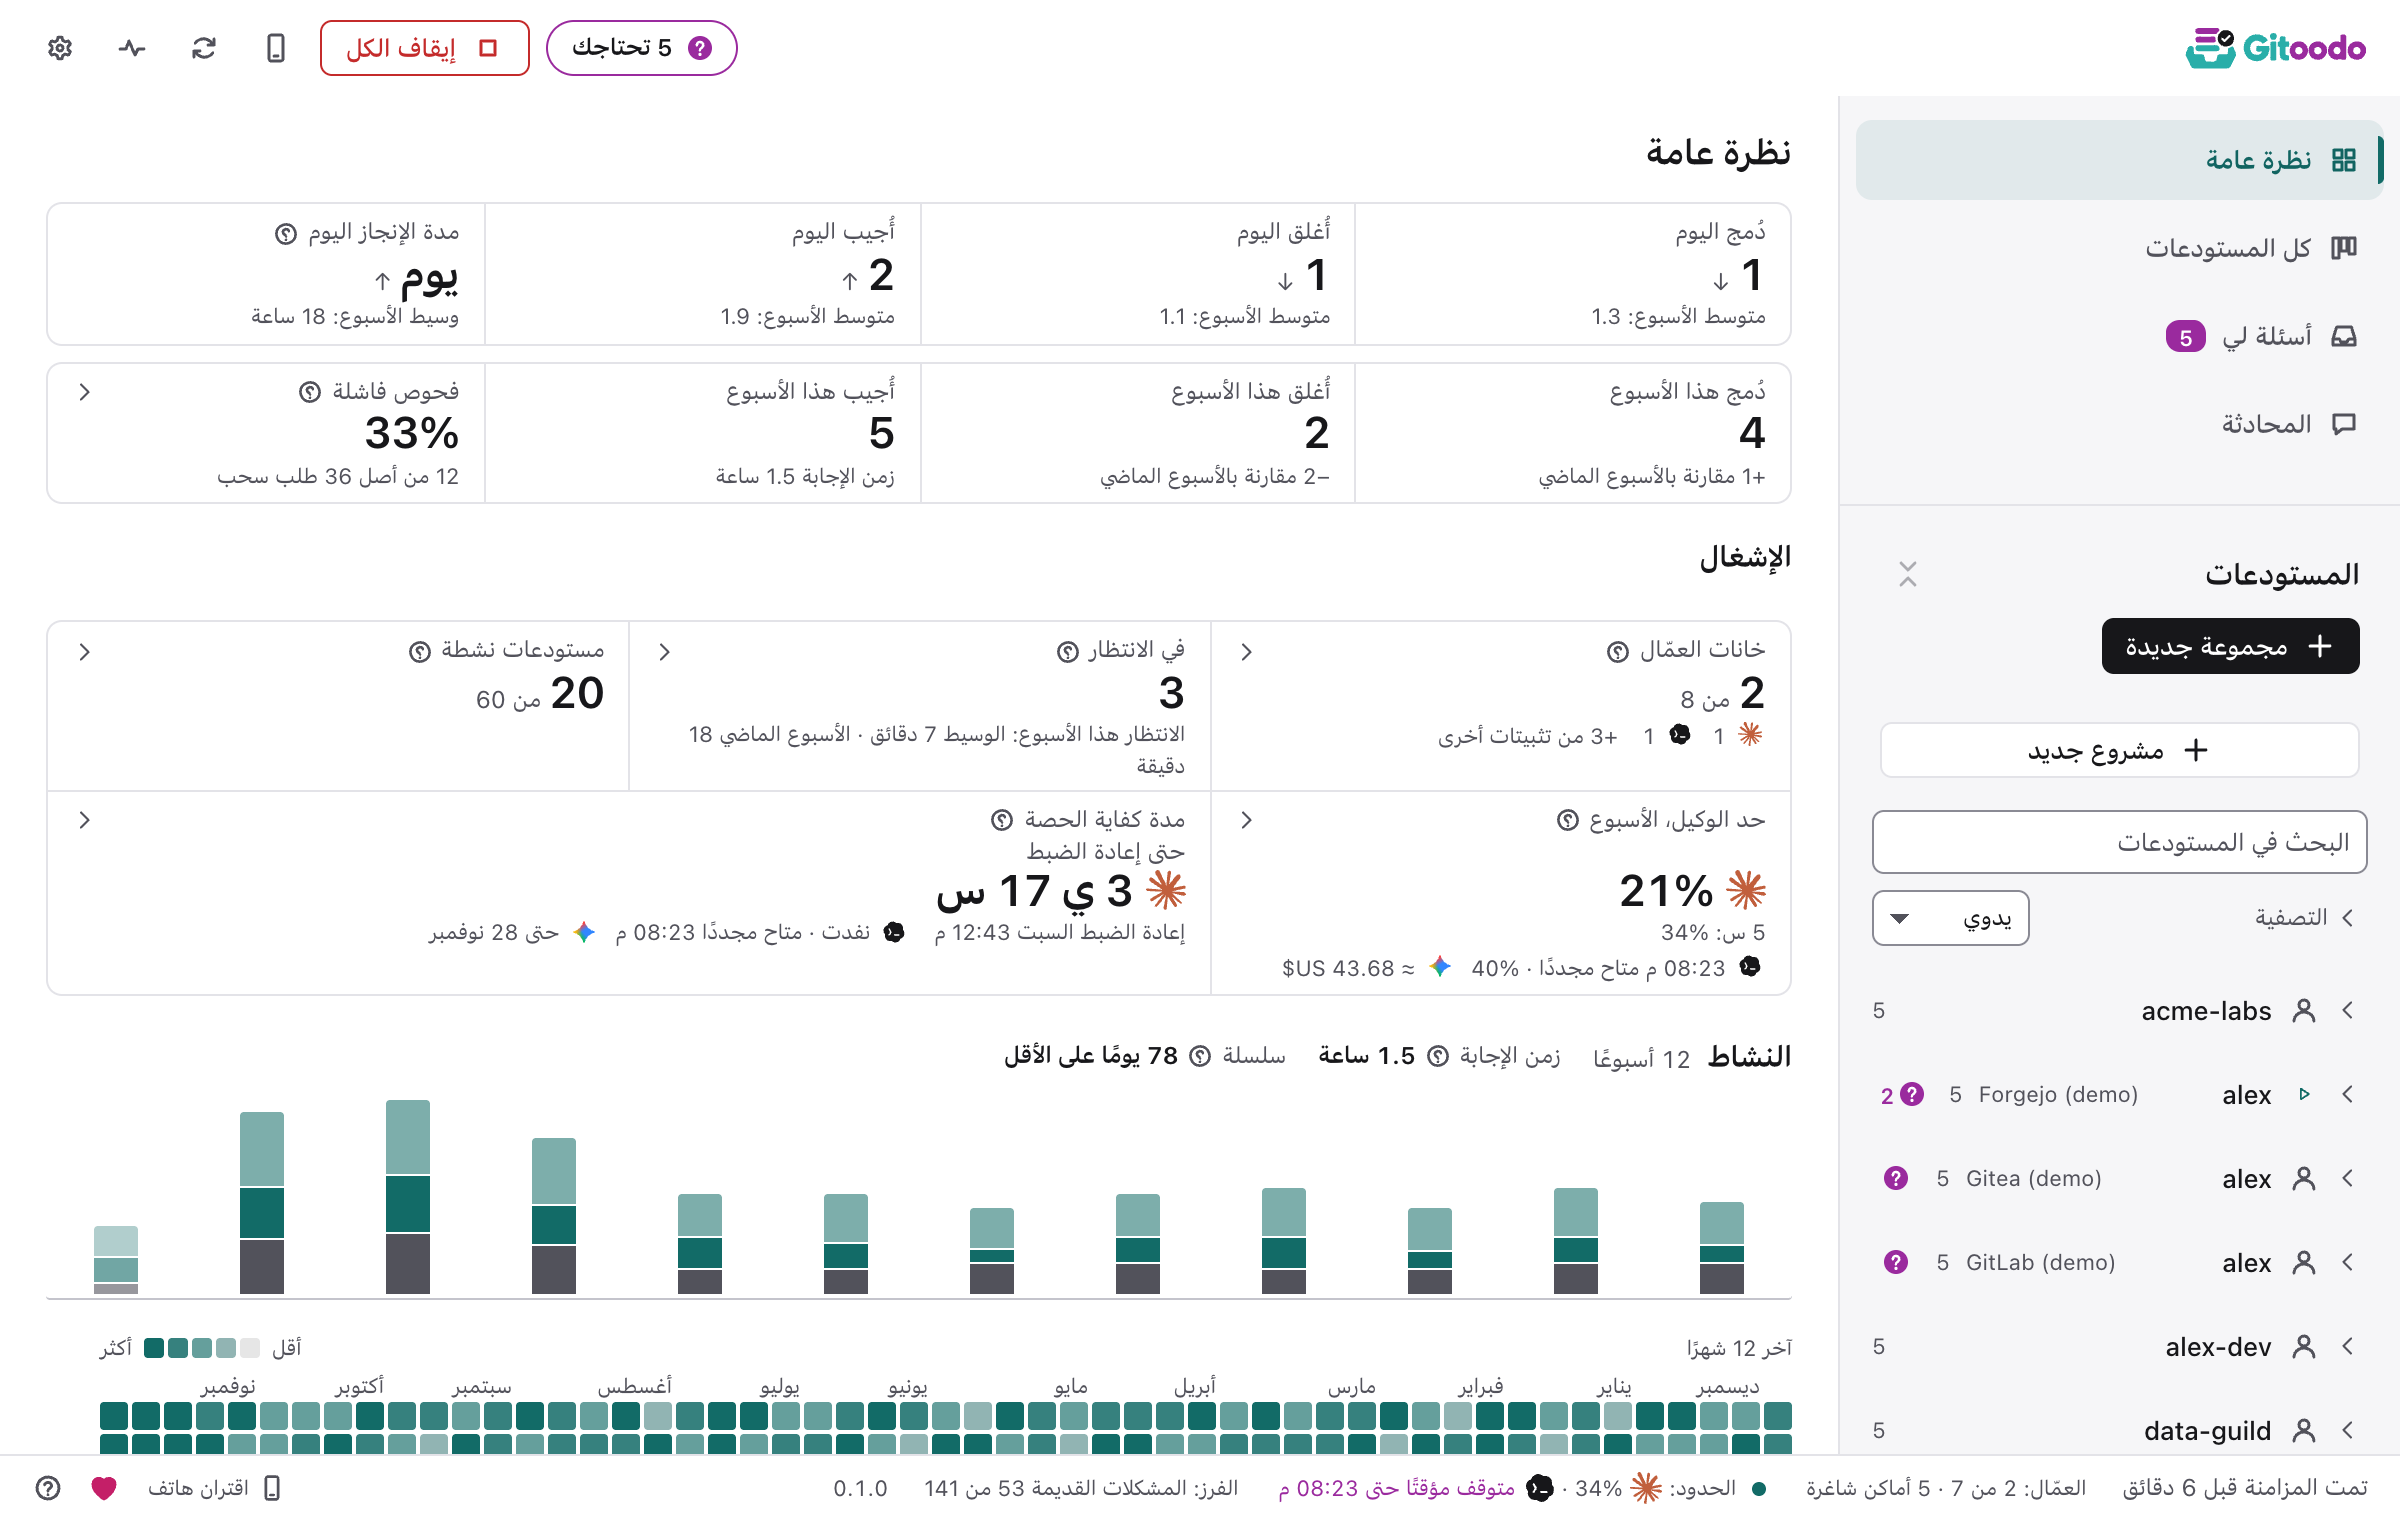 Gitoodo
5 تحتاجك
إيقاف الكل
نظرة عامة
كل المستودعات
أسئلة لي 5
المحادثة
المستودعات
مجموعة جديدة
مشروع جديد
البحث في المستودعات
التصفية
يدوي
acme-labs 5
alex Forgejo (demo) 5 2
alex Gitea (demo) 5
alex GitLab (demo) 5
alex-dev 5
data-guild 5
نظرة عامة
دُمج اليوم
1 ↓
متوسط الأسبوع: 1.3
أُغلق اليوم
1 ↓
متوسط الأسبوع: 1.1
أُجيب اليوم
2 ↑
متوسط الأسبوع: 1.9
مدة الإنجاز اليوم
يوم ↑
وسيط الأسبوع: 18 ساعة
دُمج هذا الأسبوع
4
+1 مقارنة بالأسبوع الماضي
أُغلق هذا الأسبوع
2
−2 مقارنة بالأسبوع الماضي
أُجيب هذا الأسبوع
5
زمن الإجابة 1.5 ساعة
فحوص فاشلة
33%
12 من أصل 36 طلب سحب
الإشغال
خانات العمّال
2 من 8
1 1 +3 من تثبيتات أخرى
في الانتظار
3
الانتظار هذا الأسبوع: الوسيط 7 دقائق · الأسبوع الماضي 18
دقيقة
مستودعات نشطة
20 من 60
حد الوكيل، الأسبوع
21%
5 س: 34%
08:23 م متاح مجددًا · 40% ≈ 43.68 US$
مدة كفاية الحصة
حتى إعادة الضبط
3 ي 17 س
إعادة الضبط السبت 12:43 م نفدت · متاح مجددًا 08:23 م حتى 28 نوفمبر
النشاط 12 أسبوعًا زمن الإجابة 1.5 ساعة سلسلة 78 يومًا على الأقل
آخر 12 شهرًا
أقل أكثر
ديسمبر يناير فبراير مارس أبريل مايو يونيو يوليو أغسطس سبتمبر أكتوبر نوفمبر
تمت المزامنة قبل 6 دقائق
العمّال: 2 من 7 · 5 أماكن شاغرة
الحدود: 34% · متوقف مؤقتًا حتى 08:23 م
الفرز: المشكلات القديمة 53 من 141
0.1.0
اقتران هاتف